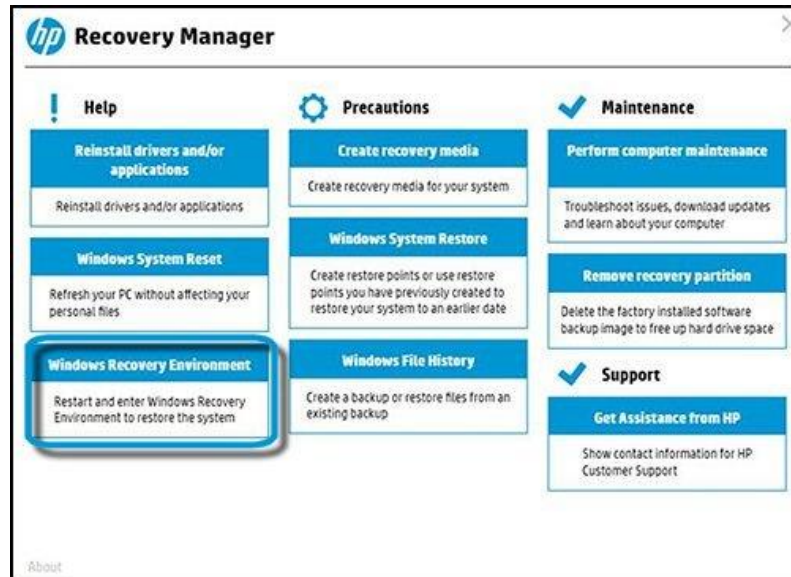 hp Recovery Manager
Help
Reinstall drivers and/or
applications
Reinstall drivers and/or applications
Windows System Reset
Refresh your PC without affecting your
personal files
Windows Recovery Environment
Restart and enter Windows Recovery
Environment to restore the system
Precautions
Create recovery media
Create recovery media for your system
Windows System Restore
Create restore points or use restore
points you have previously created to
restore your system to an earlier date
Windows File History
Create a backup or restore files from an
existing backup
Maintenance
Perform computer maintenance
Troubleshoot issues, download updates
and learn about your computer
Remove recovery partition
Delete the factory installed software
backup image to free up hard drive space
Support
Get Assistance from HP
Show contact information for HP
Customer Support
About